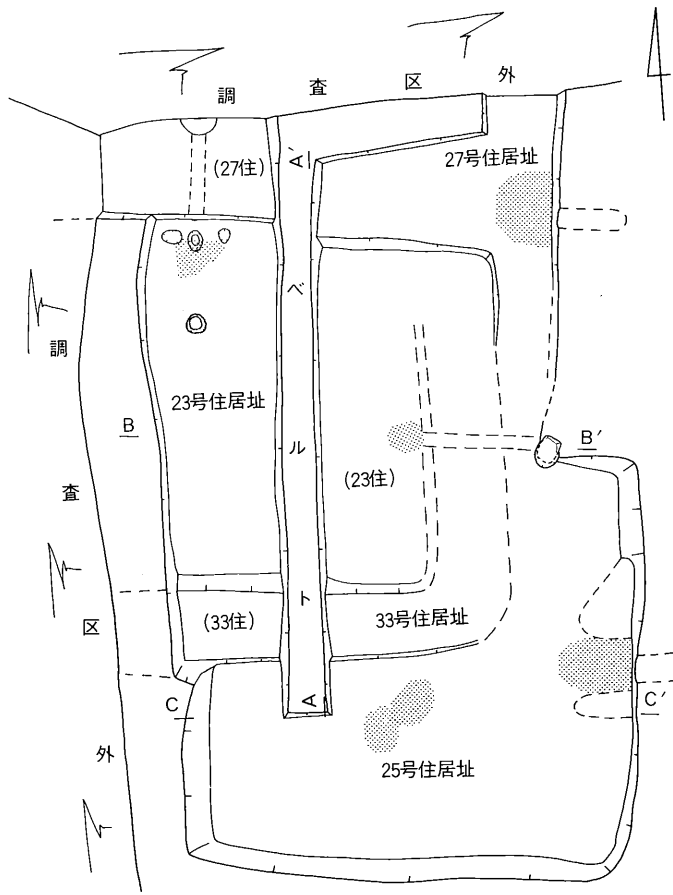 調査区外
(27住)
A′
27号住居址
ベルト
調査区外
23号住居址
B
B′
(23住)
(33住)
33号住居址
A
C
C′
25号住居址